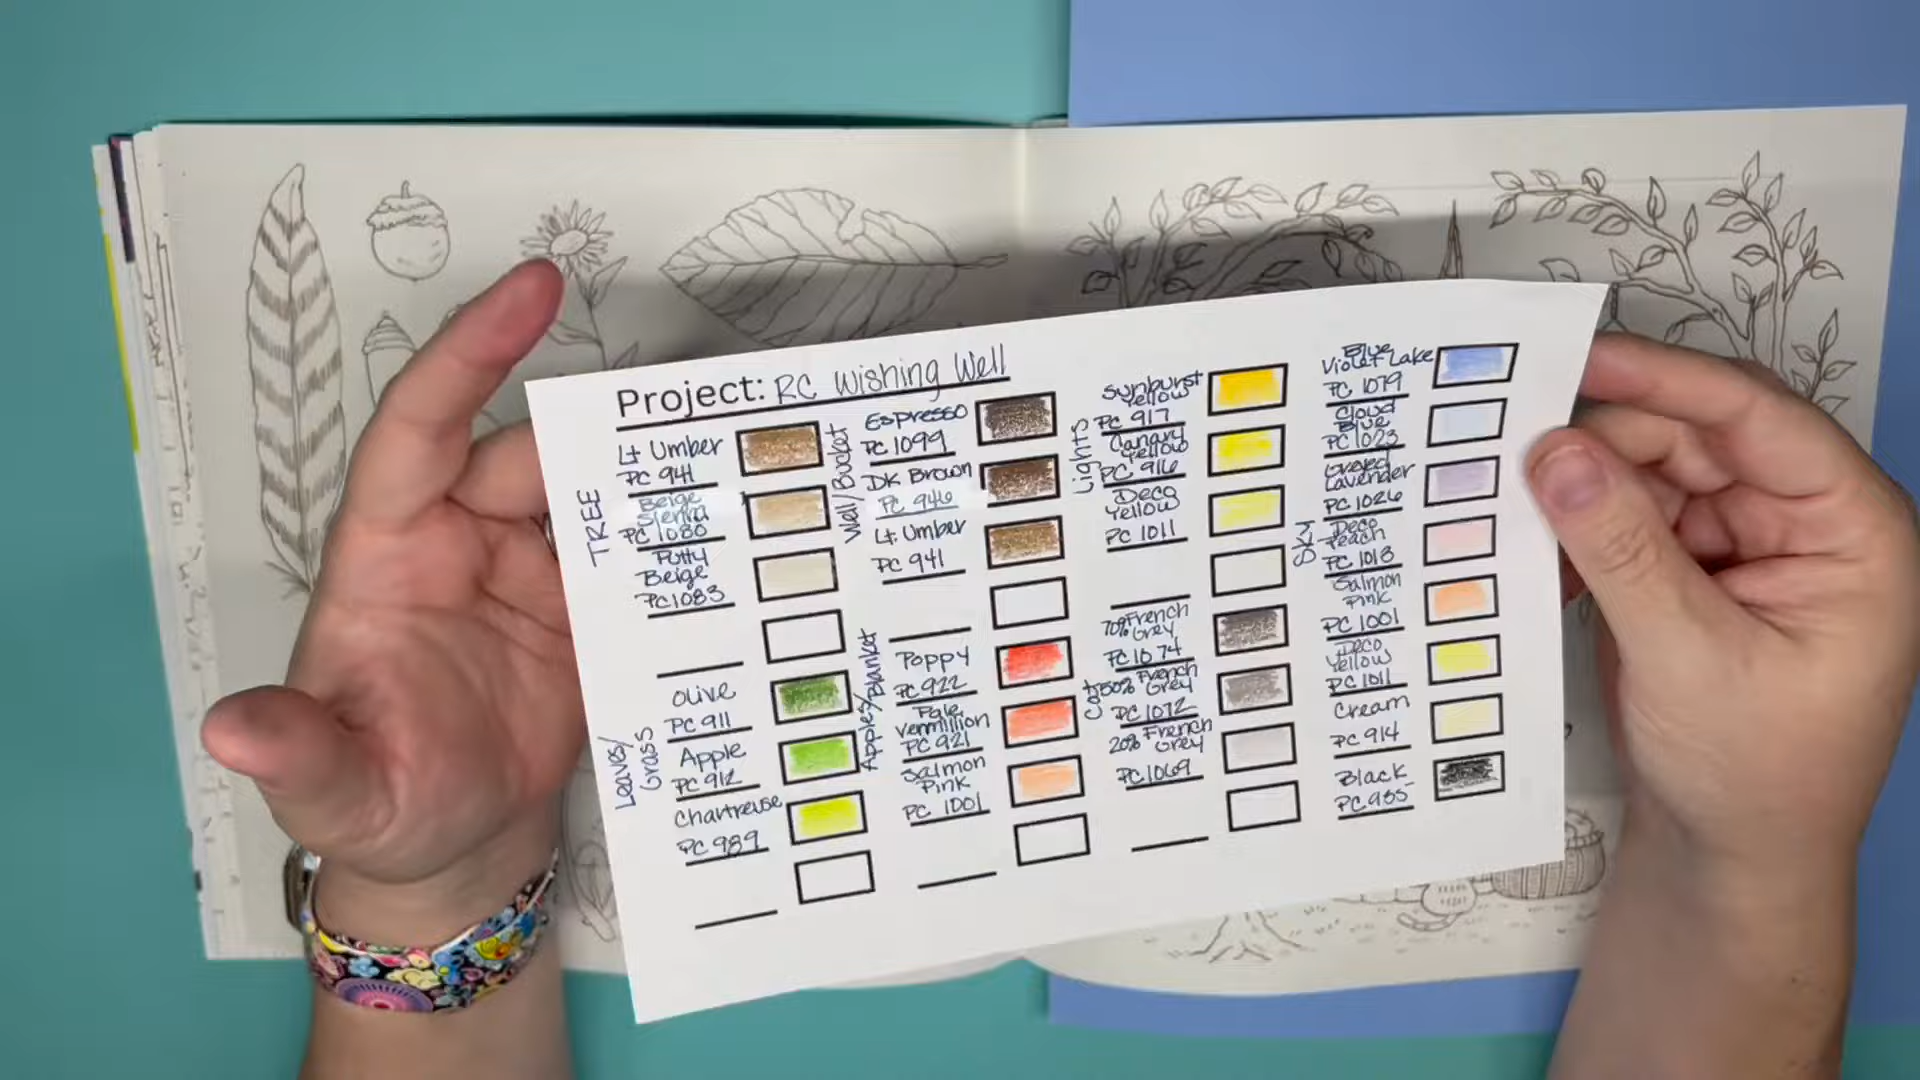 Project: RC Wishing Well
TREE
Lt Umber
PC 941
Beige
Sienna
PC 1080
Putty
Beige
PC 1083
Leaves/
Grass
Olive
PC 911
Apple
PC 912
Chartreuse
PC 989
Well/Bucket
Espresso
PC 1099
DK Brown
PC 946
Lt. Umber
PC 941
Apples/Blanket
Poppy
PC 922
Pale
Vermillion
PC 921
Salmon
Pink
PC 1001
Lights
Sunburst
Yellow
PC 917
Canary
Yellow
PC 916
Deco
Yellow
PC 1011
Cat
70% French
Grey
PC 1074
50% French
Grey
PC 1072
20% French
Grey
PC 1069
Sky
Blue
Violet Lake
PC 1079
Cloud
Blue
PC 1023
Greyed
Lavender
PC 1026
Deco
Peach
PC 1013
Salmon
Pink
PC 1001
Deco
Yellow
PC 1011
Cream
PC 914
Black
PC 935